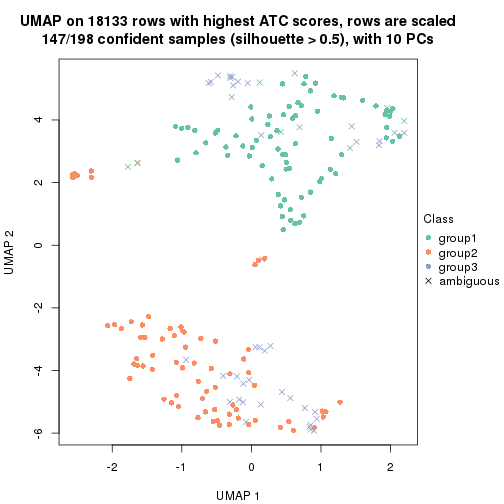 UMAP on 18133 rows with highest ATC scores, rows are scaled
147/198 confident samples (silhouette > 0.5), with 10 PCs
4
2
0
-2
-4
-6
UMAP 2
-2
-1
0
1
2
UMAP 1
Class
group1
group2
group3
ambiguous